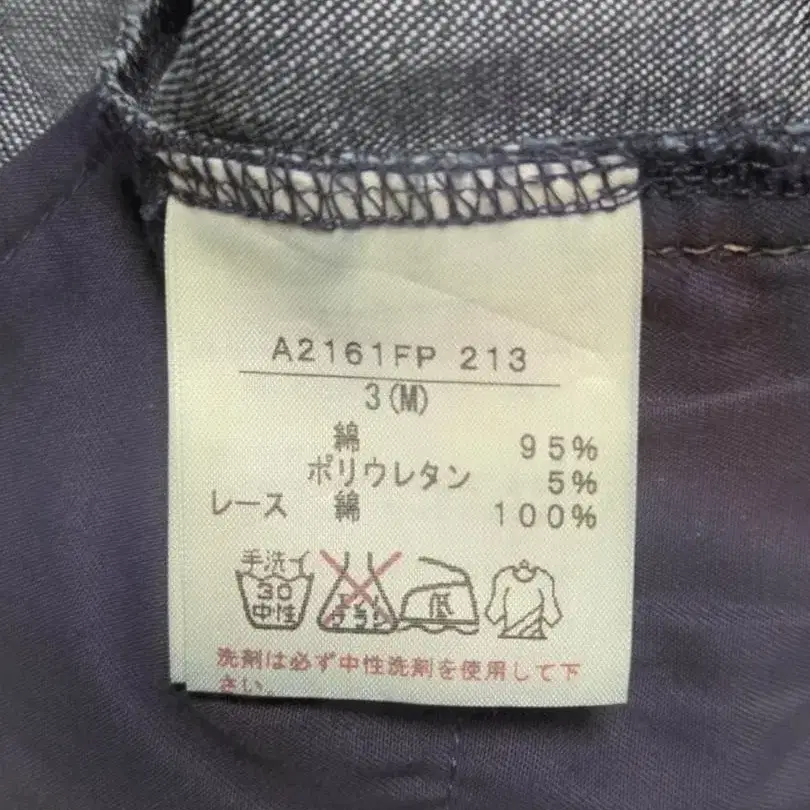 A2161FP 213
3(M)
綿 95%
ポリウレタン 5%
レース 綿 100%
手洗イ
30
中性
低
洗剤は必ず中性洗剤を使用して下
さい。